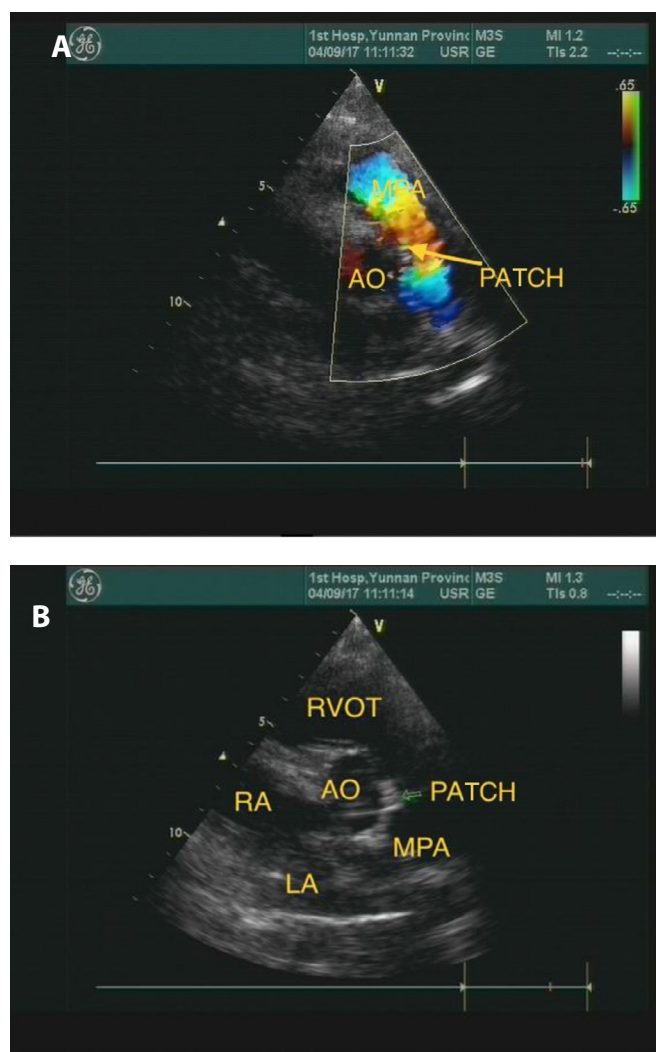 A
1st Hosp,Yunnan Provinc M3S MI 1.2
04/09/17 11:11:32 USR GE TIs 2.2 --:--:--
V
.65
5
MPA
-.65
AO
PATCH
10
B
1st Hosp,Yunnan Provinc M3S MI 1.3
04/09/17 11:11:14 USR GE TIs 0.8 --:--:--
V
RVOT
5
AO
PATCH
RA
10
MPA
LA